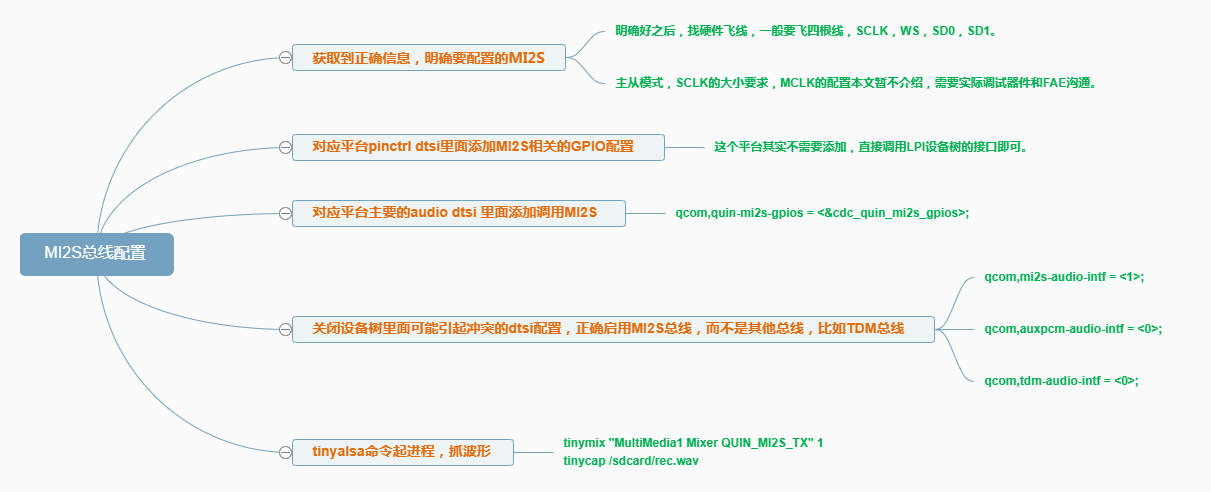 MI2S总线配置
获取到正确信息，明确要配置的MI2S
明确好之后，找硬件飞线，一般要飞四根线，SCLK，WS，SD0，SD1。
主从模式，SCLK的大小要求，MCLK的配置本文暂不介绍，需要实际调试器件和FAE沟通。
对应平台pinctrl dtsi里面添加MI2S相关的GPIO配置
这个平台其实不需要添加，直接调用LPI设备树的接口即可。
对应平台主要的audio dtsi 里面添加调用MI2S
qcom,quin-mi2s-gpios = <&cdc_quin_mi2s_gpios>;
关闭设备树里面可能引起冲突的dtsi配置，正确启用MI2S总线，而不是其他总线，比如TDM总线
qcom,mi2s-audio-intf = <1>;
qcom,auxpcm-audio-intf = <0>;
qcom,tdm-audio-intf = <0>;
tinyalsa命令起进程，抓波形
tinymix "MultiMedia1 Mixer QUIN_MI2S_TX" 1
tinycap /sdcard/rec.wav